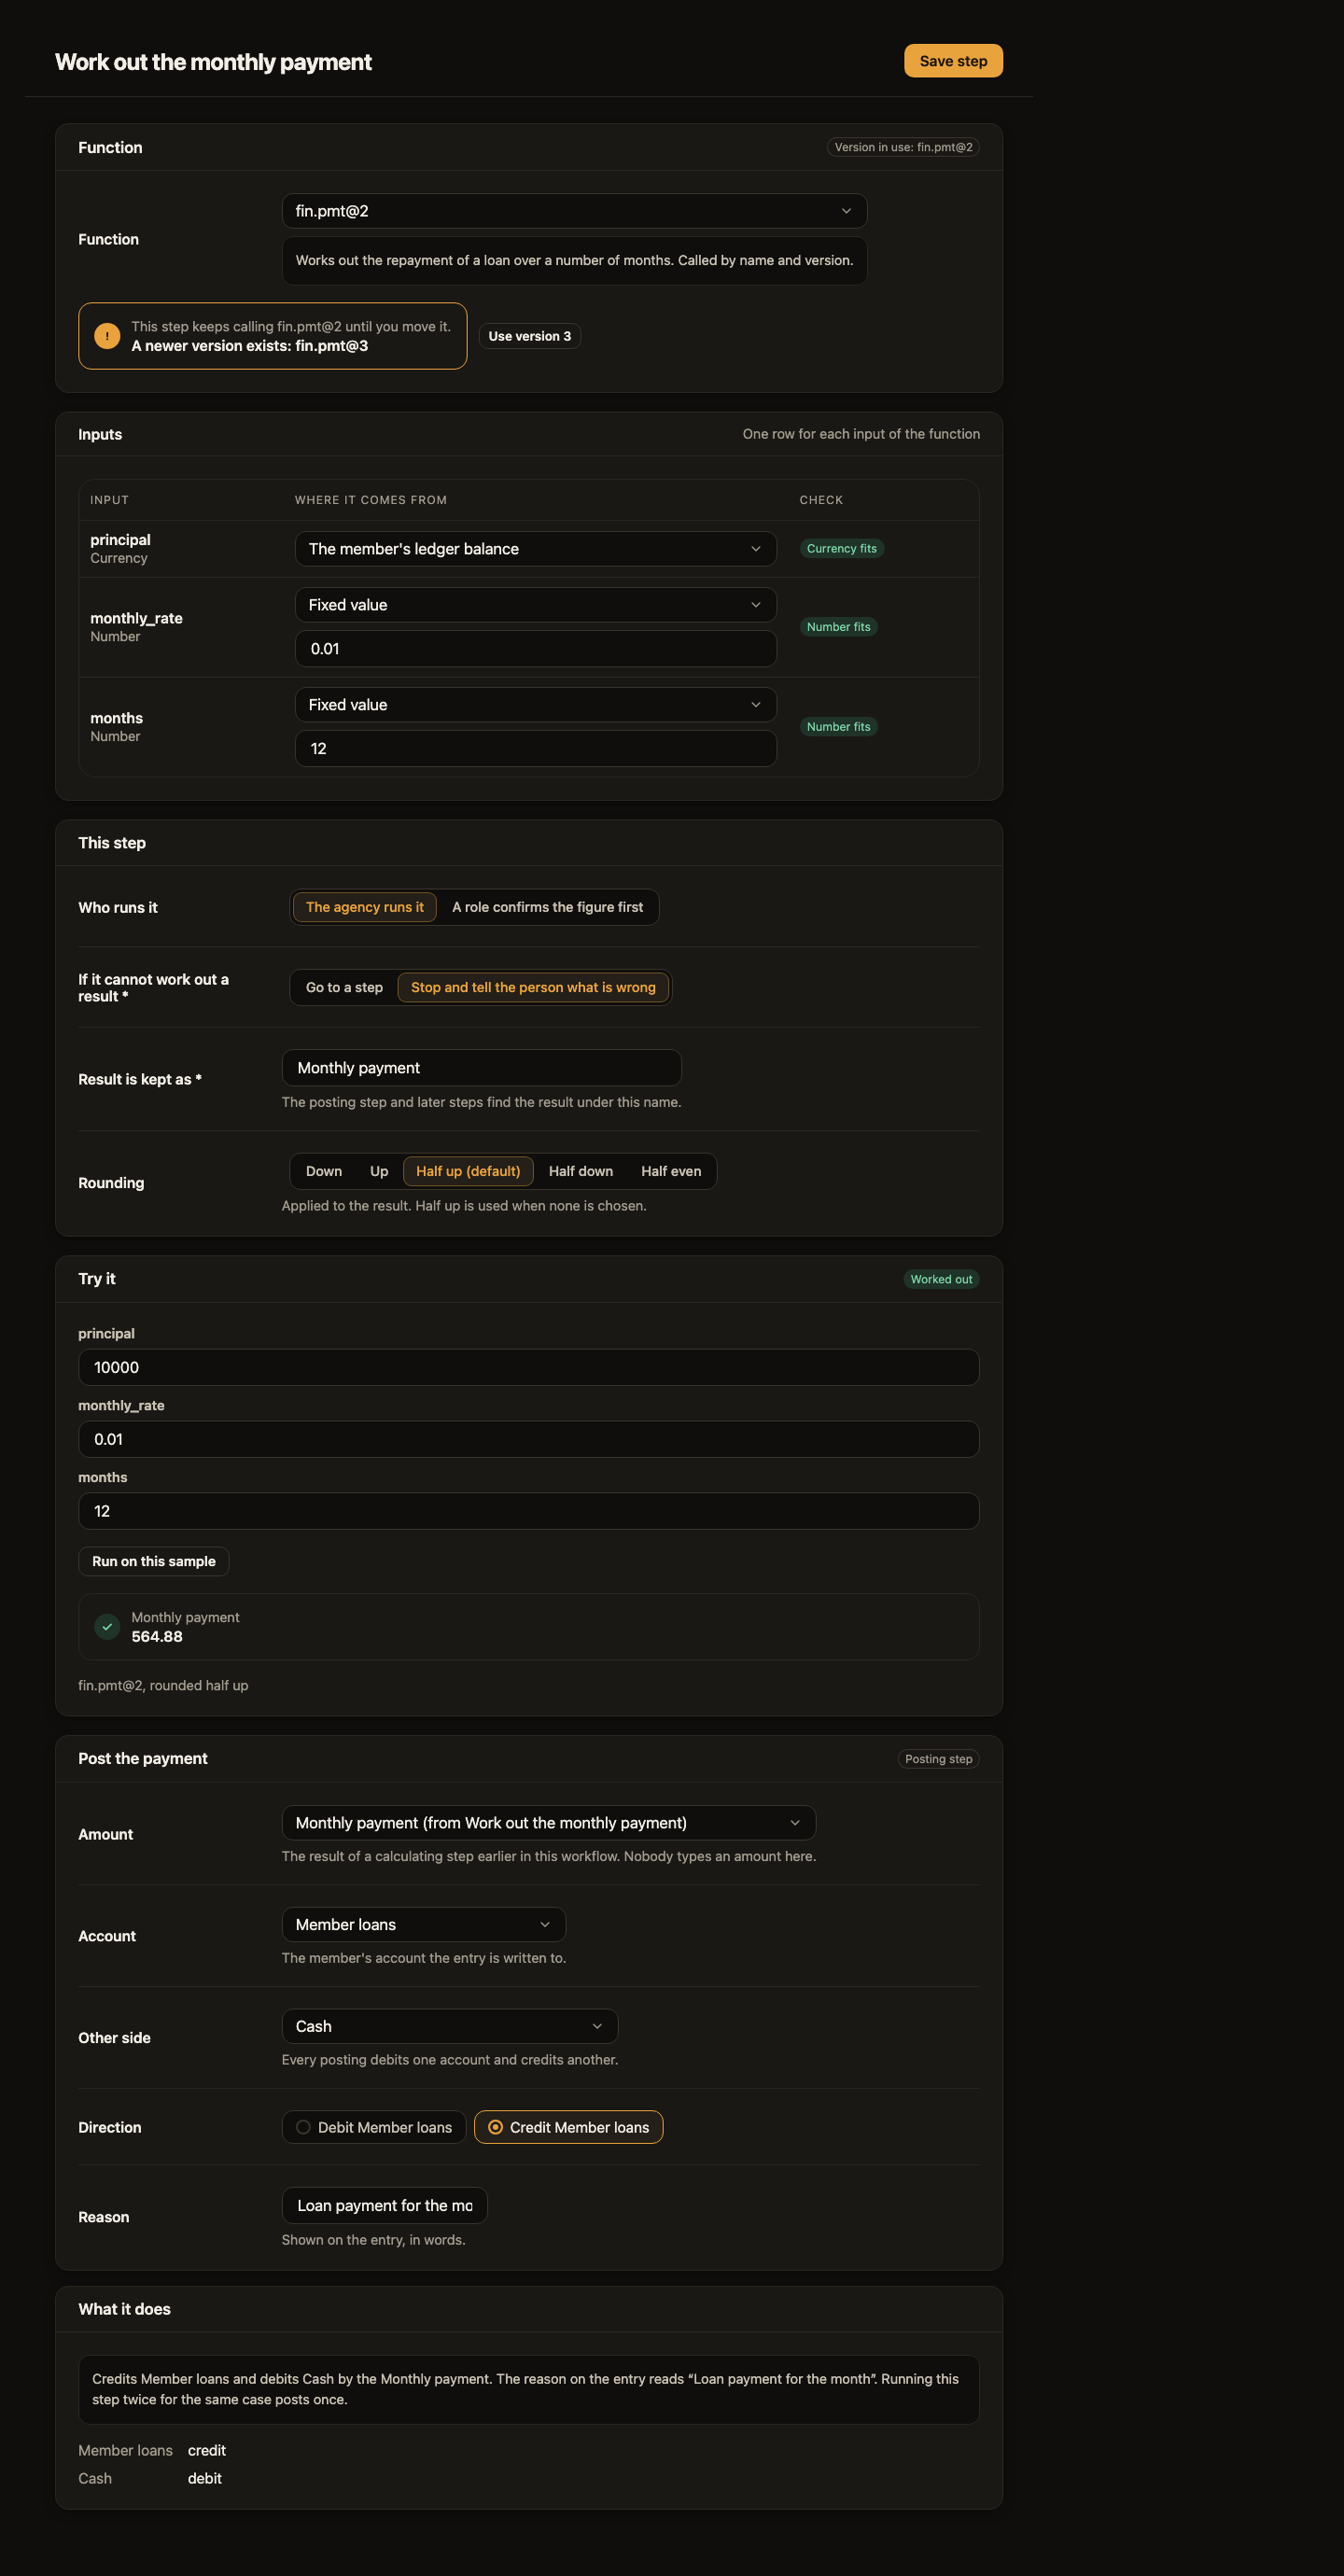 Work out the monthly payment
Save step
Function
Version in use: fin.pmt@2
Function
fin.pmt@2
Works out the repayment of a loan over a number of months. Called by name and version.
!
This step keeps calling fin.pmt@2 until you move it.
A newer version exists: fin.pmt@3
Use version 3
Inputs
One row for each input of the function
INPUT
WHERE IT COMES FROM
CHECK
principal
Currency
The member's ledger balance
Currency fits
monthly_rate
Number
Fixed value
0.01
Number fits
months
Number
Fixed value
12
Number fits
This step
Who runs it
The agency runs it
A role confirms the figure first
If it cannot work out a
result *
Go to a step
Stop and tell the person what is wrong
Result is kept as *
Monthly payment
The posting step and later steps find the result under this name.
Rounding
Down
Up
Half up (default)
Half down
Half even
Applied to the result. Half up is used when none is chosen.
Try it
Worked out
principal
10000
monthly_rate
0.01
months
12
Run on this sample
Monthly payment
564.88
fin.pmt@2, rounded half up
Post the payment
Posting step
Amount
Monthly payment (from Work out the monthly payment)
The result of a calculating step earlier in this workflow. Nobody types an amount here.
Account
Member loans
The member's account the entry is written to.
Other side
Cash
Every posting debits one account and credits another.
Direction
Debit Member loans
Credit Member loans
Reason
Loan payment for the mo
Shown on the entry, in words.
What it does
Credits Member loans and debits Cash by the Monthly payment. The reason on the entry reads “Loan payment for the month”. Running this
step twice for the same case posts once.
Member loans
credit
Cash
debit